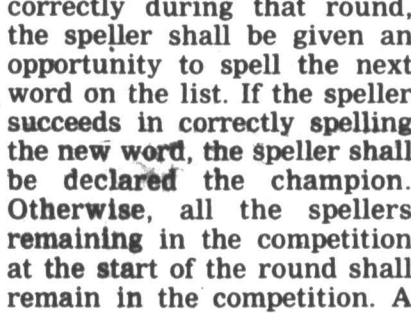 correctly during that round,
the speller shall be given an
opportunity to spell the next
word on the list. If the speller
succeeds in correctly spelling
the new word, the speller shall
be declared the champion.
Otherwise, all the spellers
remaining in the competition
at the start of the round shall
remain in the competition. A